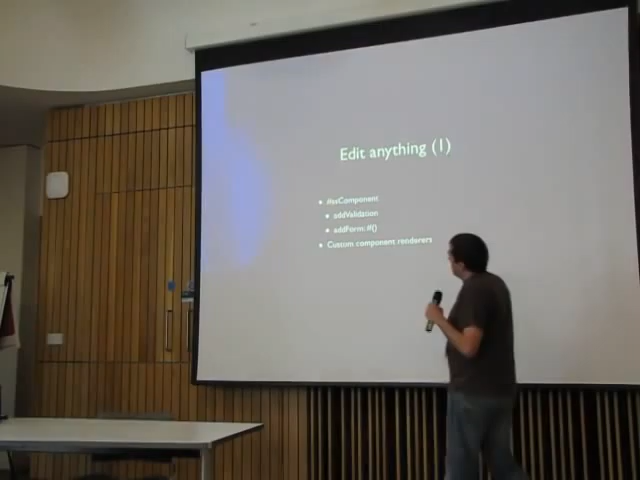 Edit anything (1)
• #asComponent
• addValidation
• addForm: #()
• Custom component renderers